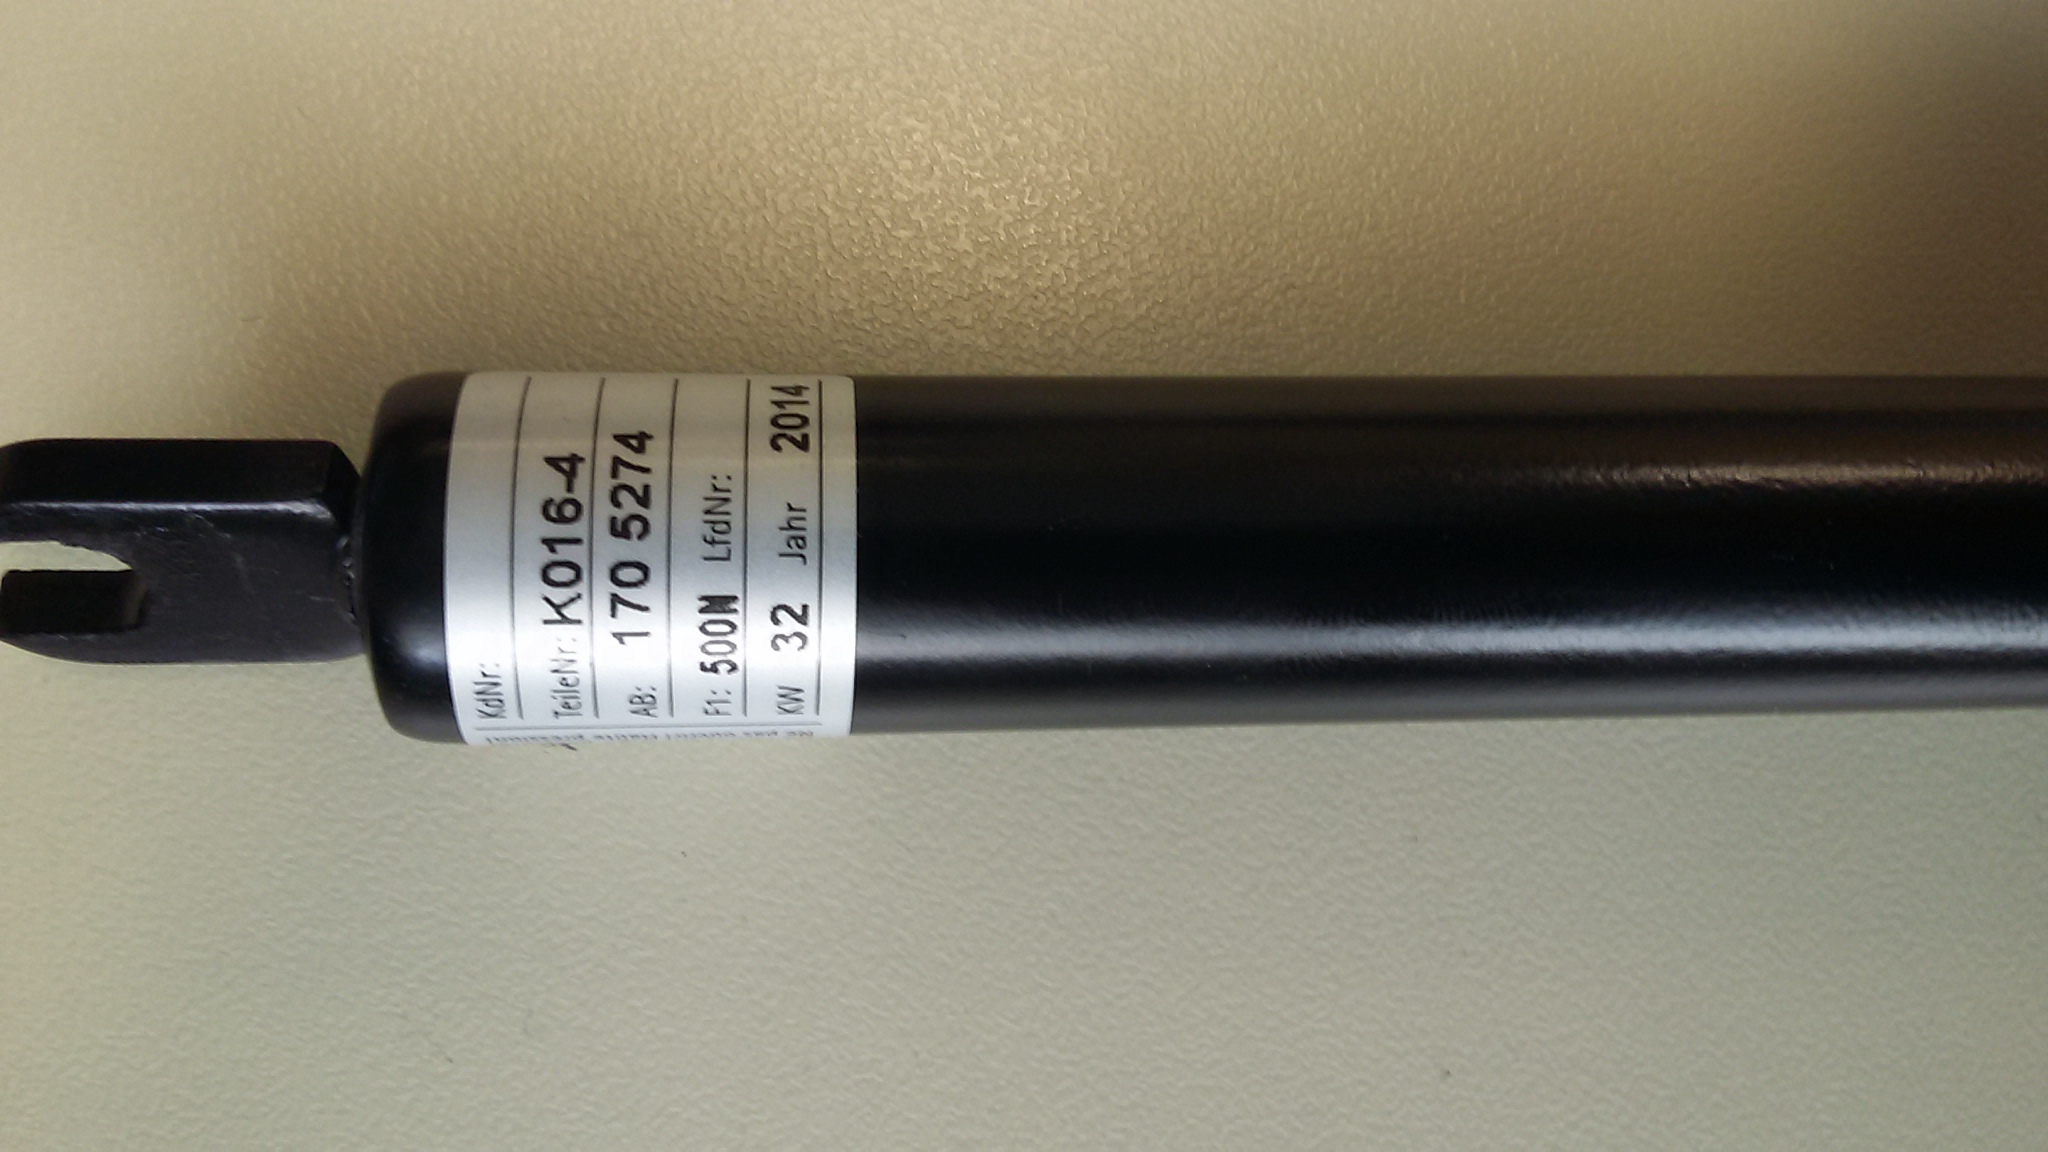 KdNr:
TeileNr: K016-4
AB: 170 5274
F1: 500N LfdNr:
KW 32 Jahr 2014